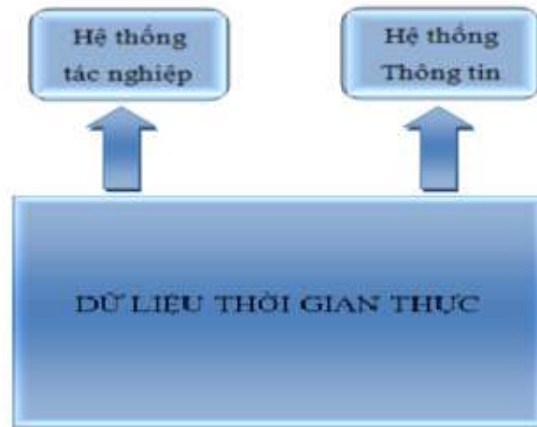 Hệ thống
tác nghiệp
Hệ thống
Thông tin
DỮ LIỆU THỜI GIAN THỰC